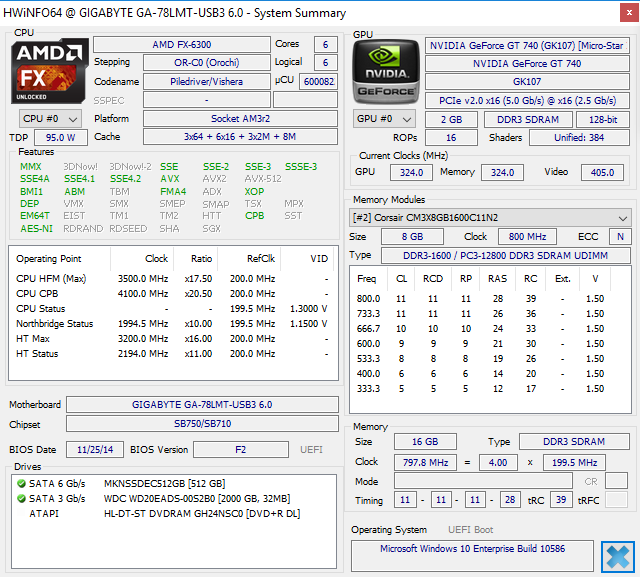 HWiNFO64 @ GIGABYTE GA-78LMT-USB3 6.0 - System Summary
CPU
AMD
FX
UNLOCKED
AMD FX-6300
Cores 6
Stepping OR-C0 (Orochi) Logical 6
Codename Piledriver/Vishera µCU 600082
SSPEC -
CPU #0 Platform Socket AM3r2
TDP 95.0 W Cache 3x64 + 6x16 + 3x2M + 8M
Features
MMX 3DNow! 3DNow!-2 SSE SSE-2 SSE-3 SSSE-3
SSE4A SSE4.1 SSE4.2 AVX AVX2 AVX-512
BMI1 ABM TBM FMA4 ADX XOP
DEP VMX SMX SMEP SMAP TSX MPX
EM64T EIST TM1 TM2 HTT CPB SST
AES-NI RDRAND RDSEED SHA SGX
Operating Point Clock Ratio RefClk VID
CPU HFM (Max) 3500.0 MHz x17.50 200.0 MHz -
CPU CPB 4100.0 MHz x20.50 200.0 MHz -
CPU Status - - 199.5 MHz 1.3000 V
Northbridge Status 1994.5 MHz x10.00 199.5 MHz 1.1500 V
HT Max 3200.0 MHz x16.00 200.0 MHz -
HT Status 2194.0 MHz x11.00 200.0 MHz -
Motherboard GIGABYTE GA-78LMT-USB3 6.0
Chipset SB750/SB710
BIOS Date 11/25/14 BIOS Version F2 UEFI
Drives
SATA 6 Gb/s MKNSSDEC512GB [512 GB]
SATA 3 Gb/s WDC WD20EADS-00S2B0 [2000 GB, 32MB]
ATAPI HL-DT-ST DVDRAM GH24NSC0 [DVD+R DL]
GPU
NVIDIA
GEFORCE
NVIDIA GeForce GT 740 (GK107) [Micro-Star
NVIDIA GeForce GT 740
GK107
PCIe v2.0 x16 (5.0 Gb/s) @ x16 (2.5 Gb/s)
GPU #0 2 GB DDR3 SDRAM 128-bit
ROPs 16 Shaders Unified: 384
Current Clocks (MHz)
GPU 324.0 Memory 324.0 Video 405.0
Memory Modules
[#2] Corsair CM3X8GB1600C11N2
Size 8 GB Clock 800 MHz ECC N
Type DDR3-1600 / PC3-12800 DDR3 SDRAM UDIMM
Freq CL RCD RP RAS RC Ext. V
800.0 11 11 11 28 39 - 1.50
733.3 11 11 11 26 36 - 1.50
666.7 10 10 10 24 33 - 1.50
600.0 9 9 9 21 30 - 1.50
533.3 8 8 8 19 26 - 1.50
400.0 6 6 6 14 20 - 1.50
333.3 5 5 5 12 17 - 1.50
Memory
Size 16 GB Type DDR3 SDRAM
Clock 797.8 MHz = 4.00 x 199.5 MHz
Mode CR
Timing 11 - 11 - 11 - 28 tRC 39 tRFC
Operating System UEFI Boot
Microsoft Windows 10 Enterprise Build 10586